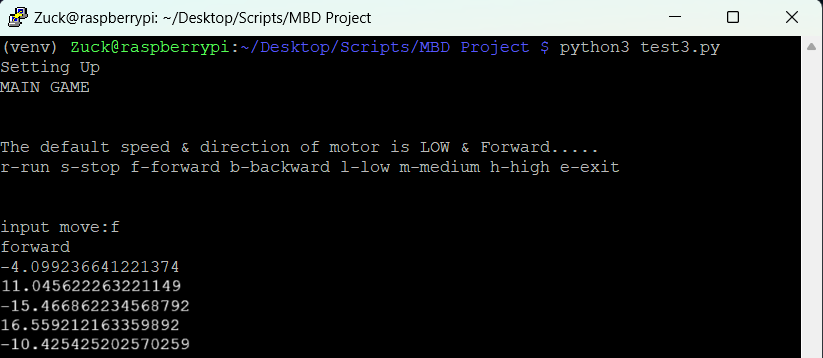 Zuck@raspberrypi: ~/Desktop/Scripts/MBD Project
(venv) Zuck@raspberrypi:~/Desktop/Scripts/MBD Project $ python3 test3.py
Setting Up
MAIN GAME
The default speed & direction of motor is LOW & Forward.....
r-run s-stop f-forward b-backward l-low m-medium h-high e-exit
input move:f
forward
-4.099236641221374
11.045622263221149
-15.466862234568792
16.559212163359892
-10.425425202570259